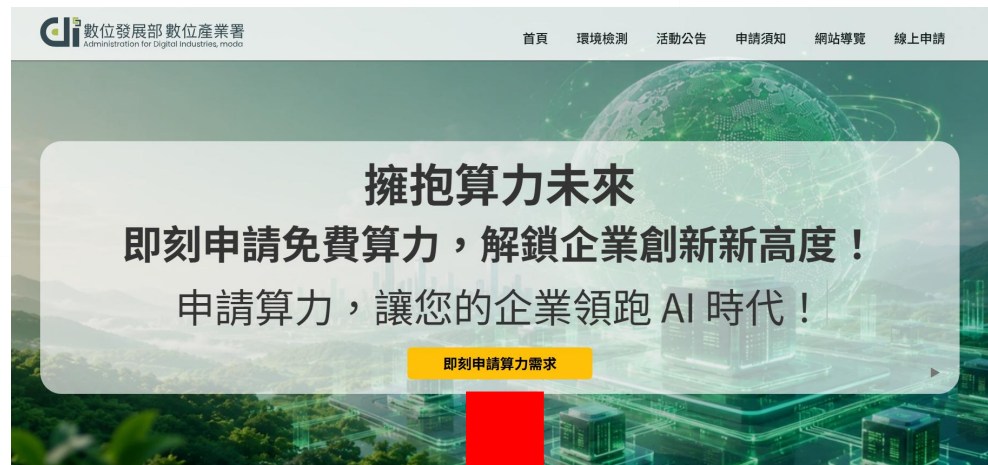 數位發展部 數位產業署
Administration for Digital Industries, moda
首頁 環境檢測 活動公告 申請須知 網站導覽 線上申請
擁抱算力未來
即刻申請免費算力，解鎖企業創新新高度！
申請算力，讓您的企業領跑 AI 時代！
即刻申請算力需求